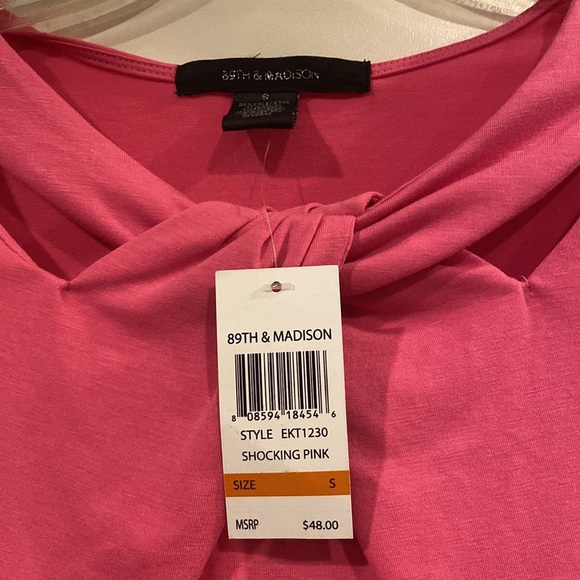 89TH & MADISON
S
89TH & MADISON
8 08594 18454 6
STYLE EKT1230
SHOCKING PINK
SIZE S
MSRP $48.00